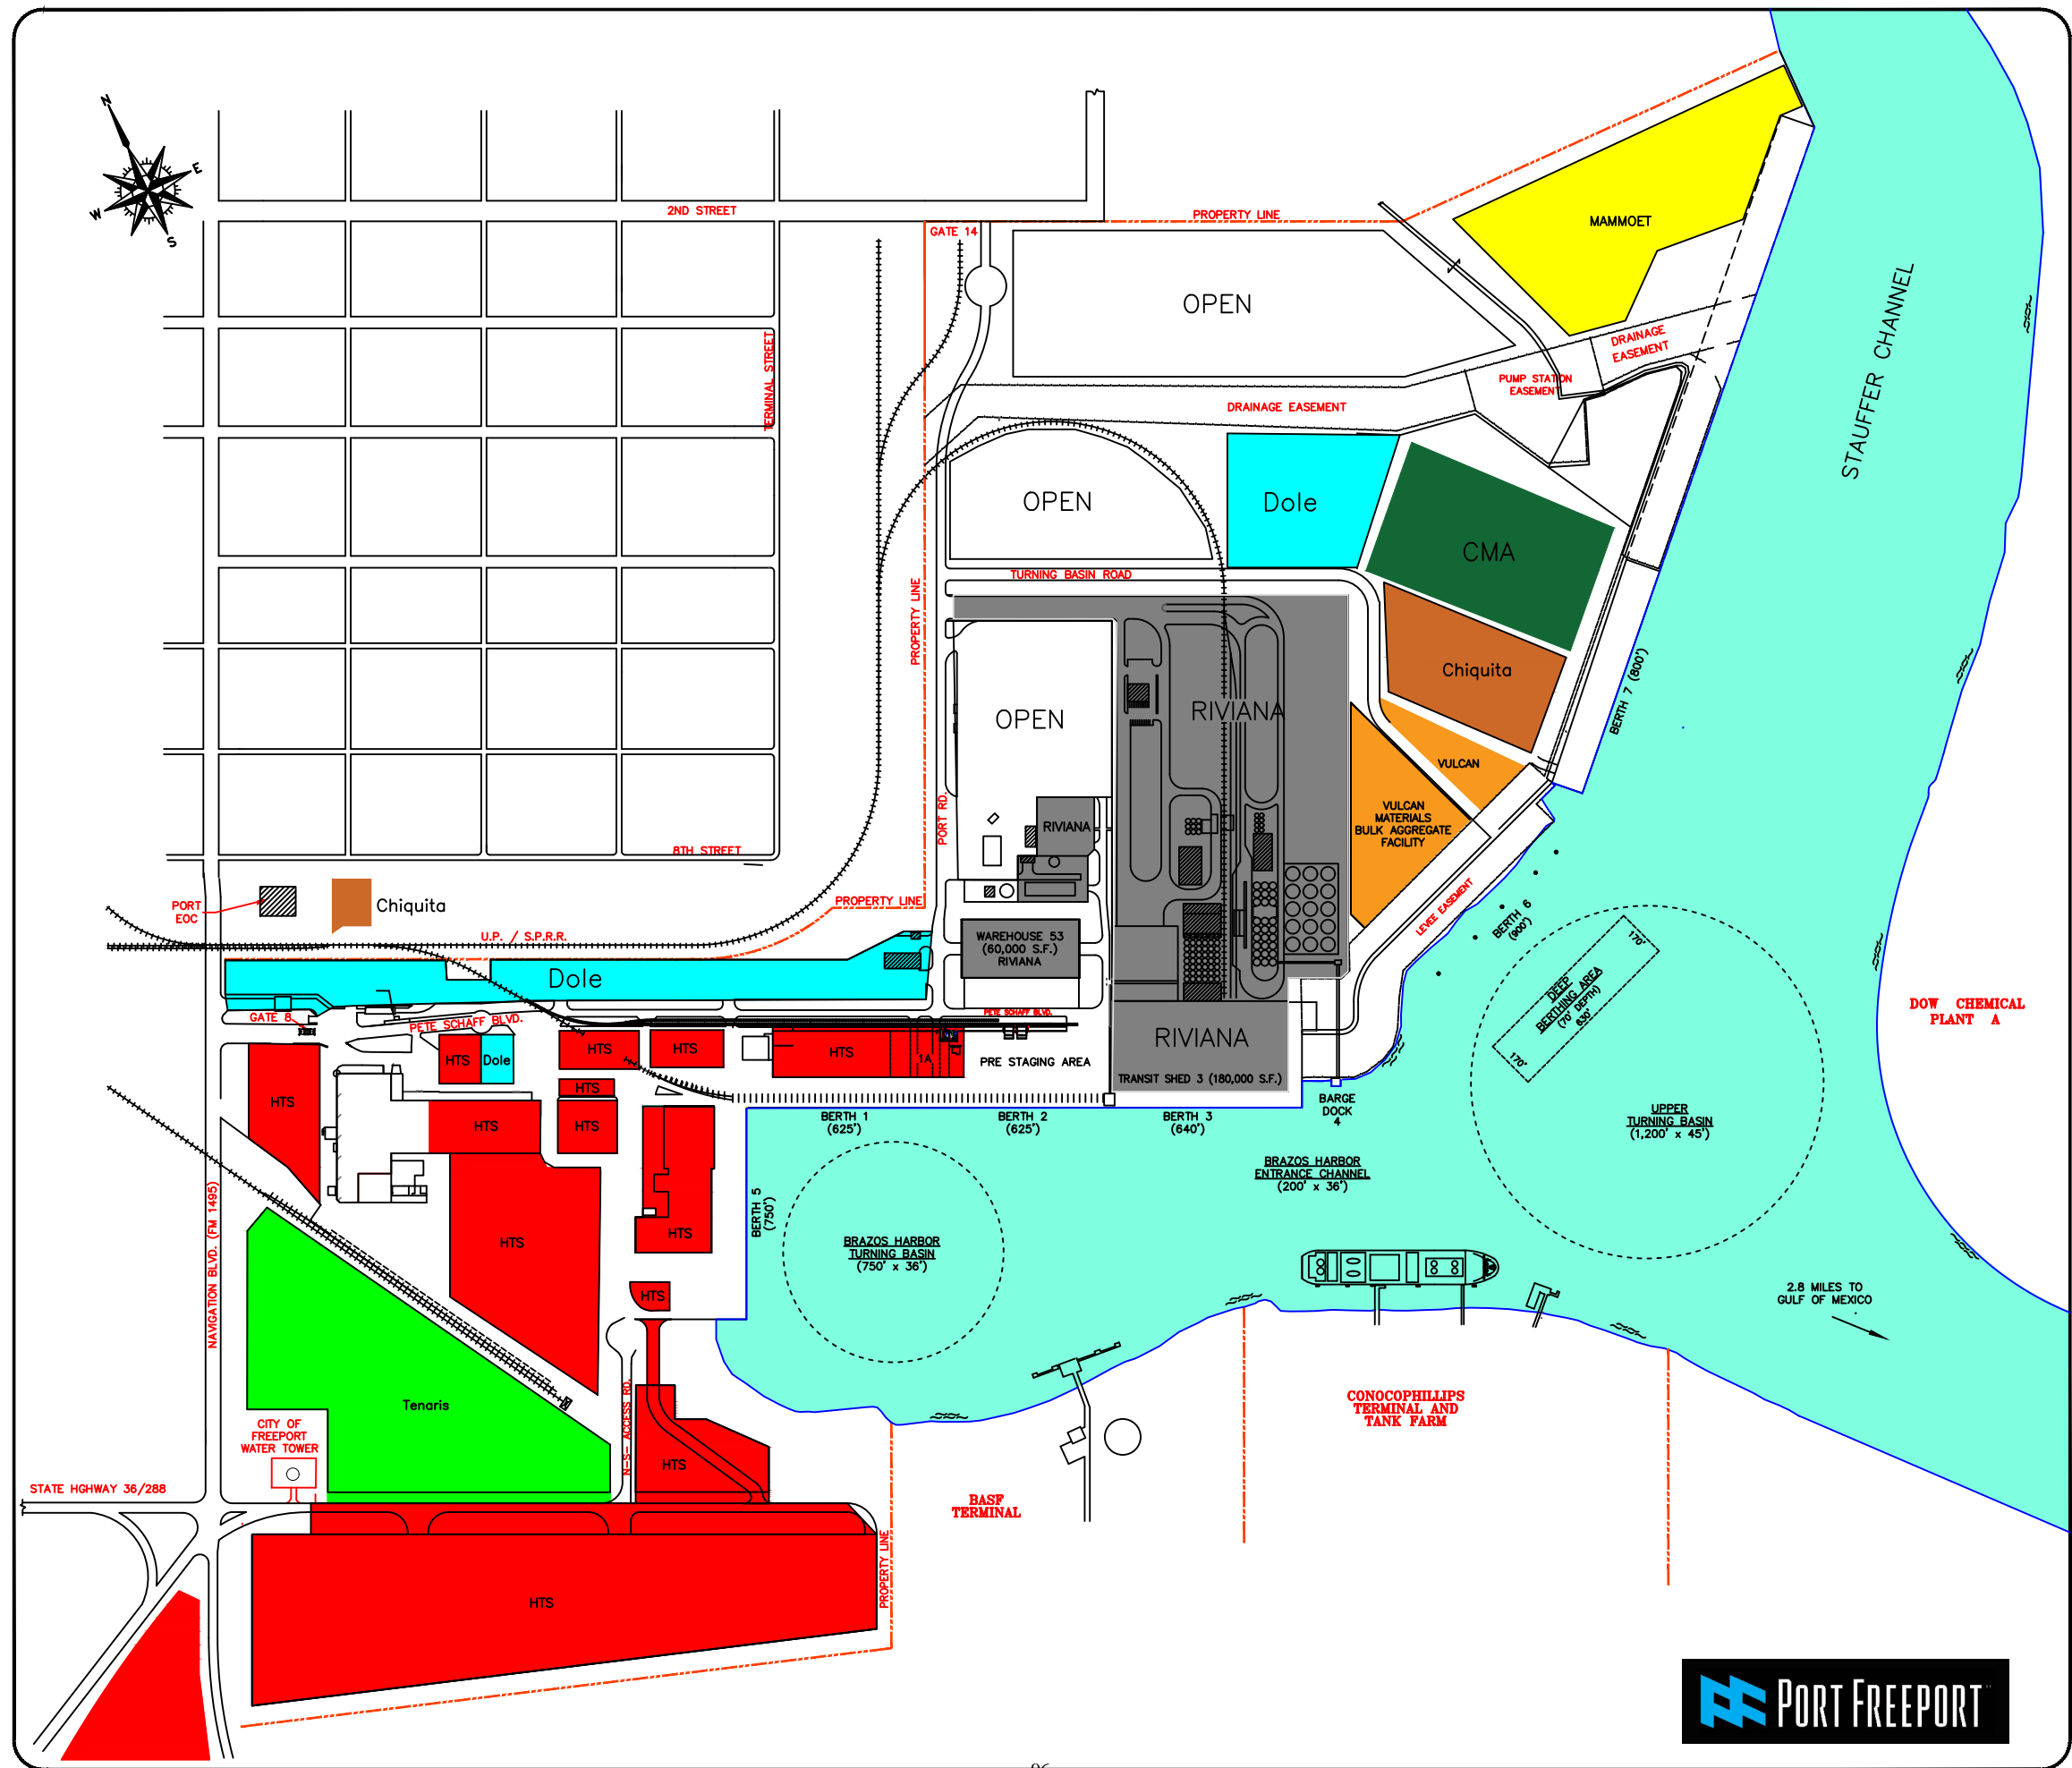 N
E
W
S
2ND STREET
GATE 14
PROPERTY LINE
MAMMOET
OPEN
STAUFFER CHANNEL
TERMINAL STREET
DRAINAGE
EASEMENT
PUMP STATION
EASEMENT
DRAINAGE EASEMENT
OPEN
Dole
CMA
TURNING BASIN ROAD
PROPERTY LINE
Chiquita
BERTH 7 (800')
OPEN
RIVIANA
VULCAN
VULCAN
MATERIALS
BULK AGGREGATE
FACILITY
PORT RD.
RIVIANA
8TH STREET
PORT
EOC
Chiquita
PROPERTY LINE
LEVEE EASEMENT
BERTH 6
(900')
U.P. / S.P.R.R.
WAREHOUSE 53
(60,000 S.F.)
RIVIANA
Dole
170'
DEEP
BERTHING AREA
(70' DEPTH)
630'
170'
DOW CHEMICAL
PLANT A
GATE 8
PETE SCHAFF BLVD.
PETE SCHAFF BLVD.
HTS
Dole
HTS
HTS
HTS
1A
PRE STAGING AREA
RIVIANA
TRANSIT SHED 3 (180,000 S.F.)
HTS
HTS
HTS
HTS
BERTH 1
(625')
BERTH 2
(625')
BERTH 3
(640')
BARGE
DOCK
4
UPPER
TURNING BASIN
(1,200' x 45')
BRAZOS HARBOR
ENTRANCE CHANNEL
(200' x 36')
NAVIGATION BLVD. (FM 1495)
BERTH 5
(750')
HTS
HTS
BRAZOS HARBOR
TURNING BASIN
(750' x 36')
HTS
2.8 MILES TO
GULF OF MEXICO
Tenaris
N-S- ACCESS RD.
CONOCOPHILLIPS
TERMINAL AND
TANK FARM
CITY OF
FREEPORT
WATER TOWER
HTS
STATE HGHWAY 36/288
BASF
TERMINAL
PROPERTY LINE
HTS
PORT FREEPORT